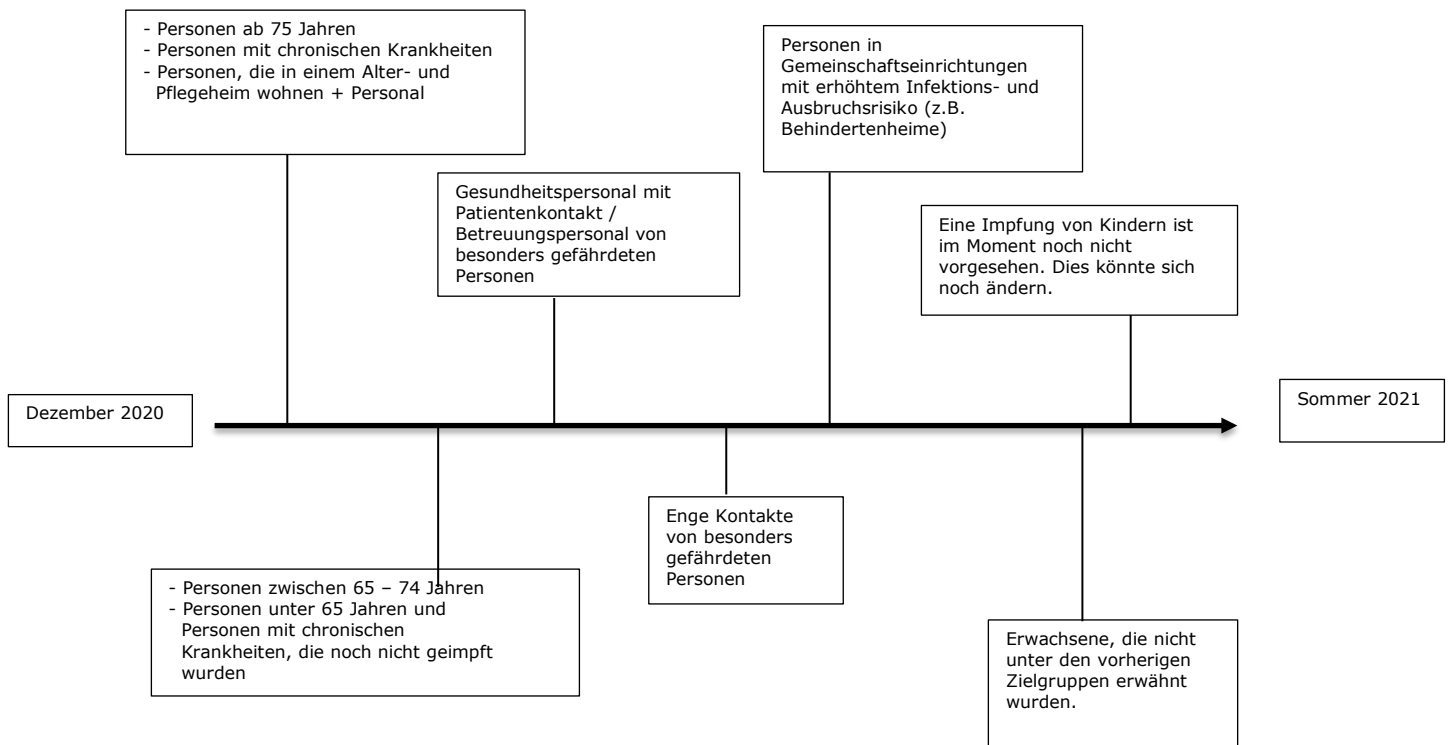 - Personen ab 75 Jahren
- Personen mit chronischen Krankheiten
- Personen, die in einem Alter- und
Pflegeheim wohnen + Personal
Personen in
Gemeinschaftseinrichtungen
mit erhöhtem Infektions- und
Ausbruchsrisiko (z.B.
Behindertenheime)
Gesundheitspersonal mit
Patientenkontakt /
Betreuungspersonal von
besonders gefährdeten
Personen
Eine Impfung von Kindern ist
im Moment noch nicht
vorgesehen. Dies könnte sich
noch ändern.
Dezember 2020
Sommer 2021
- Personen zwischen 65 – 74 Jahren
- Personen unter 65 Jahren und
Personen mit chronischen
Krankheiten, die noch nicht geimpft
wurden
Enge Kontakte
von besonders
gefährdeten
Personen
Erwachsene, die nicht
unter den vorherigen
Zielgruppen erwähnt
wurden.